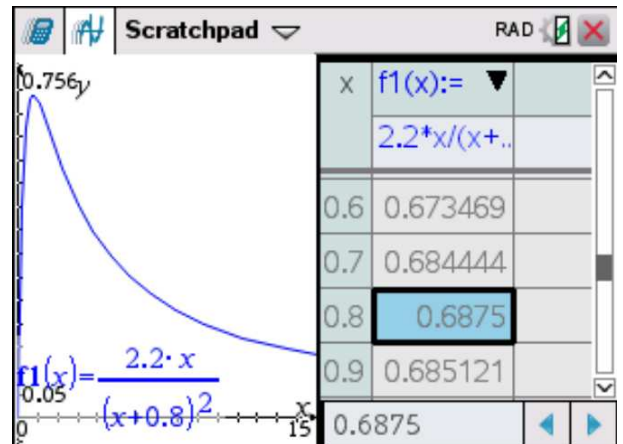 Scratchpad RAD
0.756 y
f1(x)= 2.2· x / (x+0.8)²
0.05
0 x 15
x f1(x):= ▼
2.2*x/(x+..
0.6 0.673469
0.7 0.684444
0.8 0.6875
0.9 0.685121
0.6875